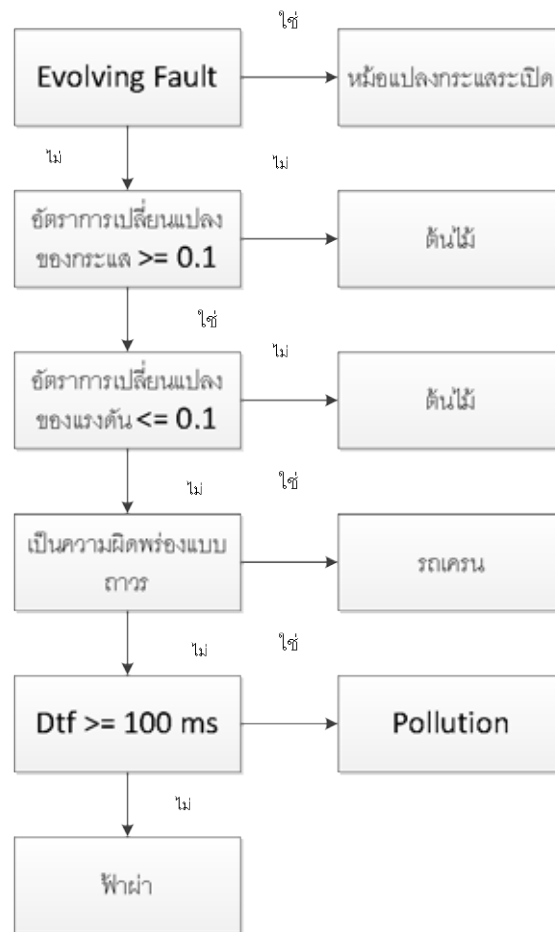 ใช่
Evolving Fault
หม้อแปลงกระแสระเปิด
ไม่
ไม่
อัตราการเปลี่ยนแปลง
ของกระแส >= 0.1
ต้นไม้
ใช่
ไม่
อัตราการเปลี่ยนแปลง
ของแรงดัน <= 0.1
ต้นไม้
ไม่
ใช่
เป็นความผิดพร่องแบบ
ถาวร
รถเครน
ไม่
ใช่
Dtf >= 100 ms
Pollution
ไม่
ฟ้าผ่า